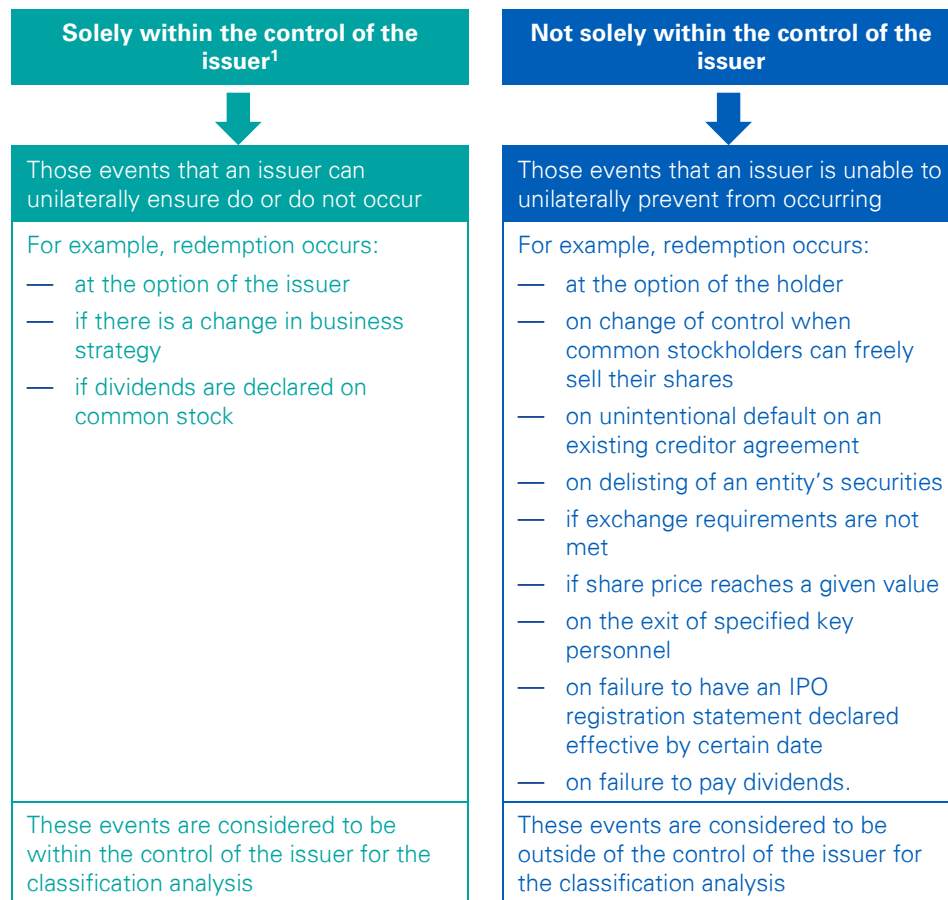 Solely within the control of the
issuer¹
Those events that an issuer can
unilaterally ensure do or do not occur
For example, redemption occurs:
— at the option of the issuer
— if there is a change in business
strategy
— if dividends are declared on
common stock
These events are considered to be
within the control of the issuer for the
classification analysis
Not solely within the control of the
issuer
Those events that an issuer is unable to
unilaterally prevent from occurring
For example, redemption occurs:
— at the option of the holder
— on change of control when
common stockholders can freely
sell their shares
— on unintentional default on an
existing creditor agreement
— on delisting of an entity’s securities
— if exchange requirements are not
met
— if share price reaches a given value
— on the exit of specified key
personnel
— on failure to have an IPO
registration statement declared
effective by certain date
— on failure to pay dividends.
These events are considered to be
outside of the control of the issuer for
the classification analysis